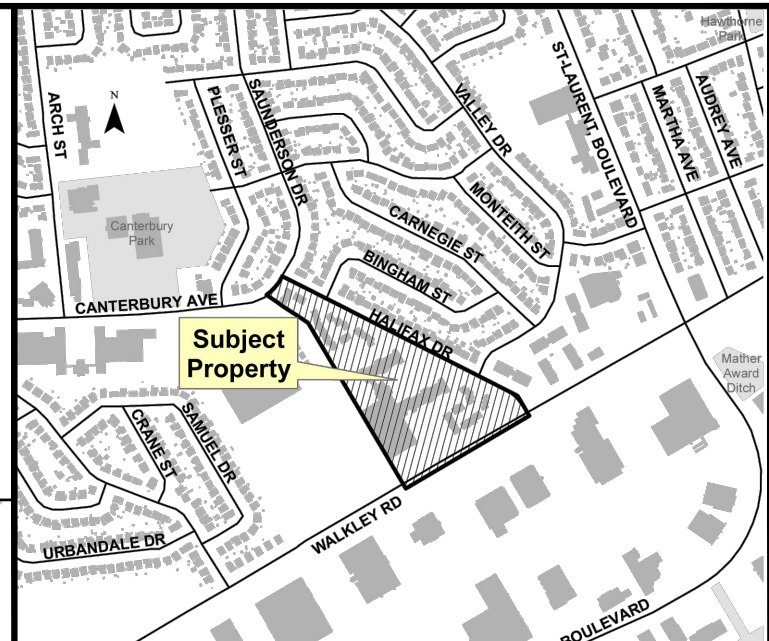 Hawthorne
Park
ARCH ST
N
PLESSER ST
SAUNDERSON DR
VALLEY DR
ST-LAURENT, BOULEVARD
MARTHA AVE
AUDREY AVE
Canterbury
Park
CARNEGIE ST
MONTEITH ST
BINGHAM ST
CANTERBURY AVE
HALIFAX DR
Subject
Property
Mather
Award
Ditch
CRANE ST
SAMUEL DR
URBANDALE DR
WALKLEY RD
BOULEVARD